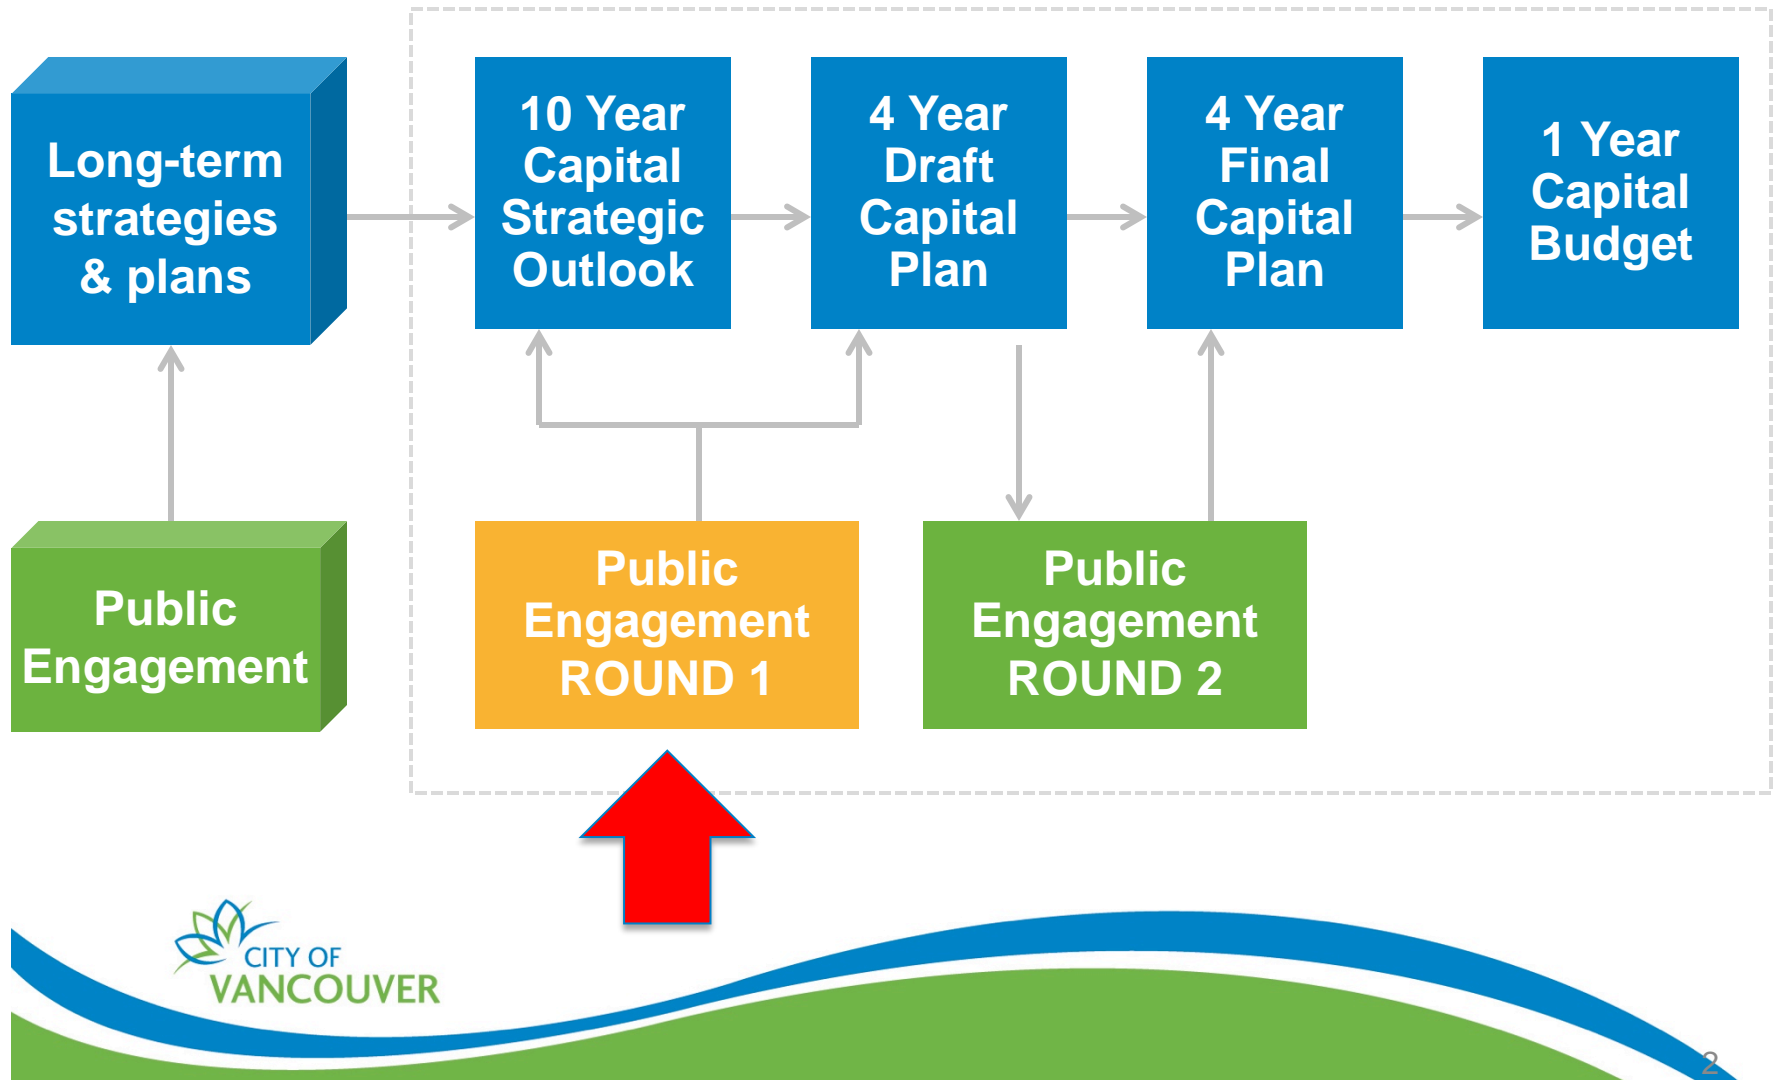 Long-term
strategies
& plans
10 Year
Capital
Strategic
Outlook
4 Year
Draft
Capital
Plan
4 Year
Final
Capital
Plan
1 Year
Capital
Budget
Public
Engagement
Public
Engagement
ROUND 1
Public
Engagement
ROUND 2
CITY OF
VANCOUVER
2